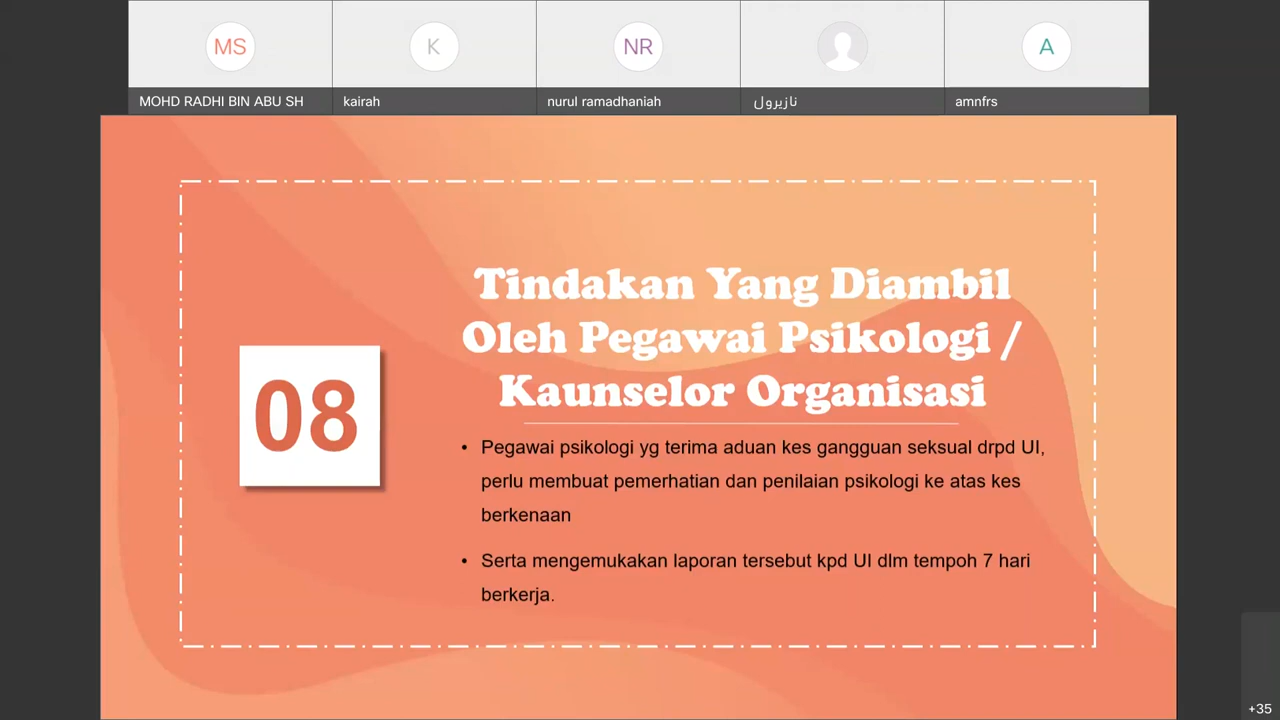 MS
K
NR
A
MOHD RADHI BIN ABU SH
kairah
nurul ramadhaniah
نازيرول
amnfrs
08
Tindakan Yang Diambil
Oleh Pegawai Psikologi /
Kaunselor Organisasi
• Pegawai psikologi yg terima aduan kes gangguan seksual drpd UI,
perlu membuat pemerhatian dan penilaian psikologi ke atas kes
berkenaan
• Serta mengemukakan laporan tersebut kpd UI dlm tempoh 7 hari
berkerja.
+35